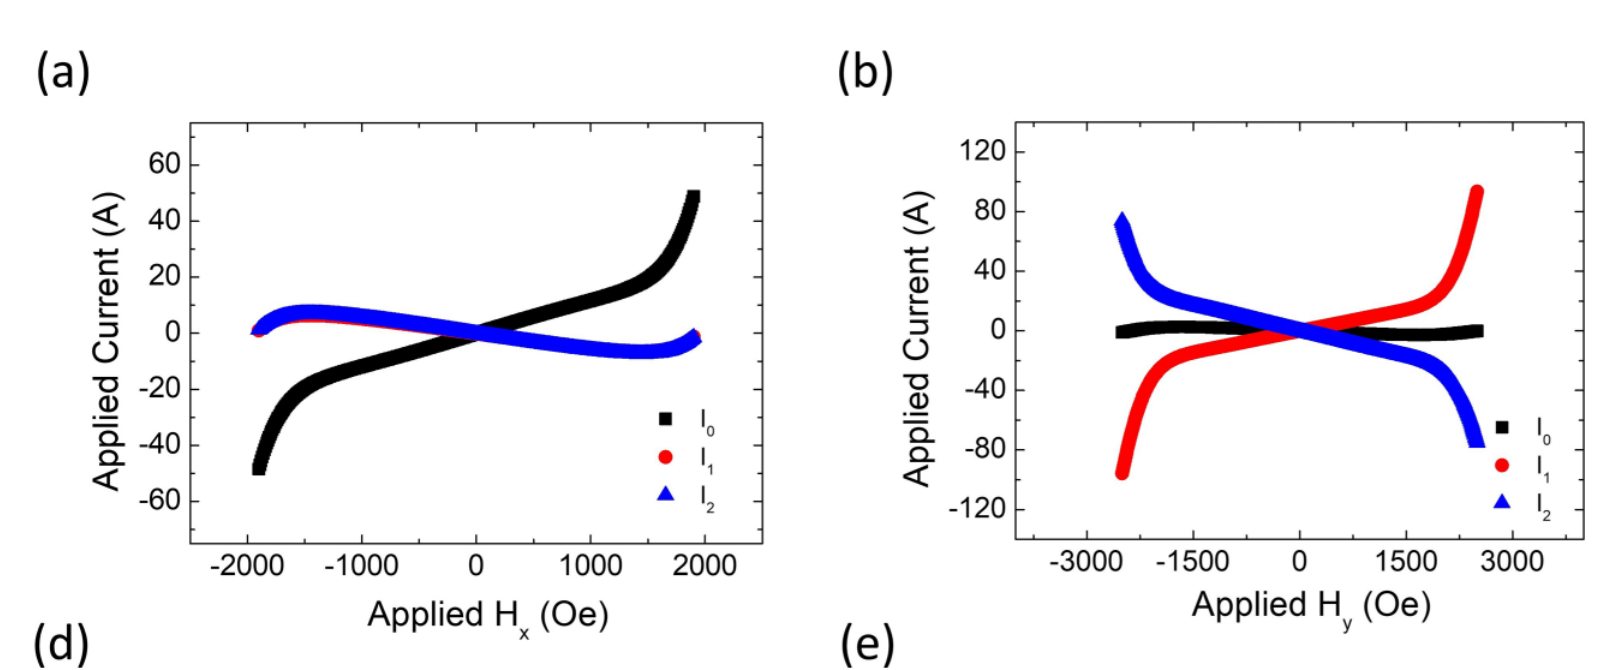 (a)
(b)
60
40
20
0
-20
-40
-60
Applied Current (A)
I0
I1
I2
-2000 -1000 0 1000 2000
Applied Hx (Oe)
120
80
40
0
-40
-80
-120
Applied Current (A)
I0
I1
I2
-3000 -1500 0 1500 3000
Applied Hy (Oe)
(d)
(e)